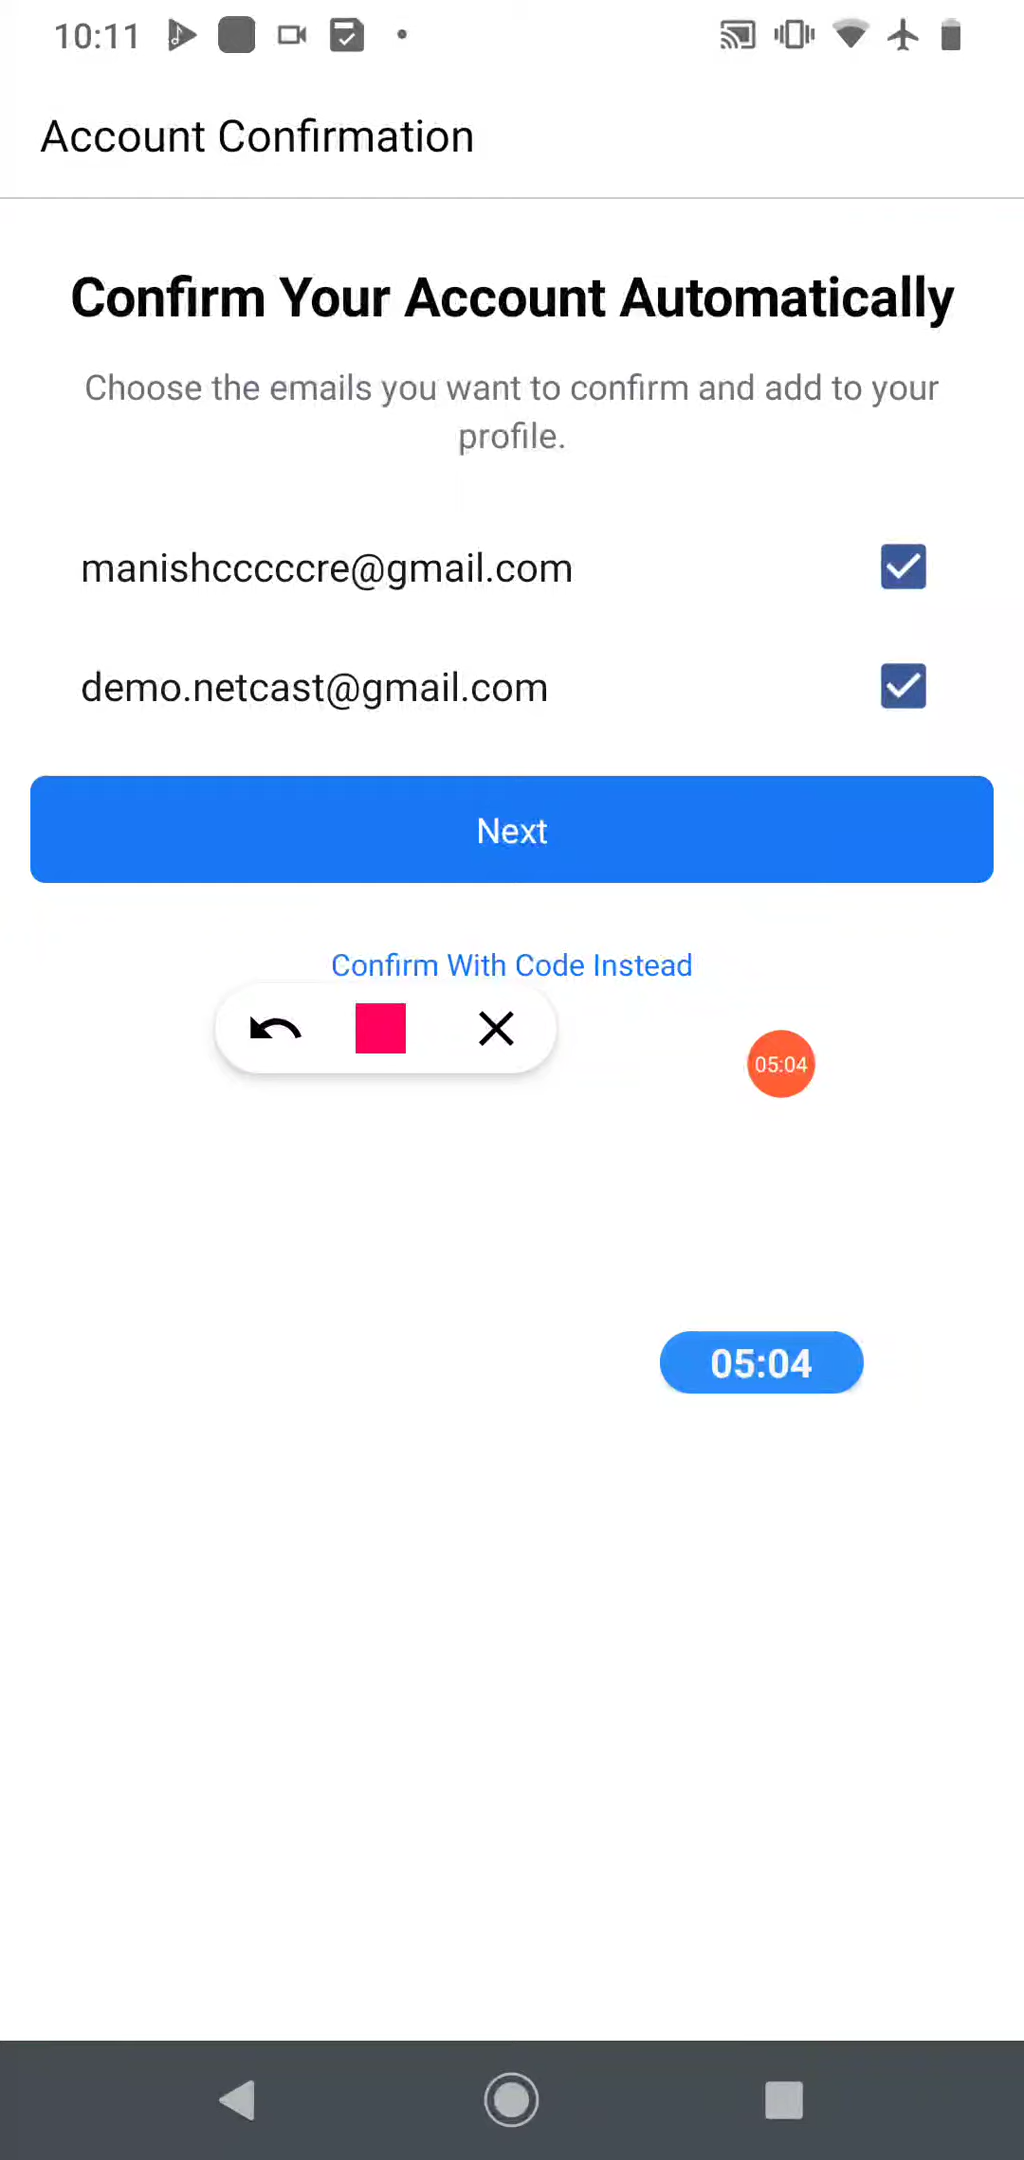 10:11
Account Confirmation
Confirm Your Account Automatically
Choose the emails you want to confirm and add to your
profile.
manishcccccre@gmail.com
demo.netcast@gmail.com
Next
Confirm With Code Instead
05:04
05:04